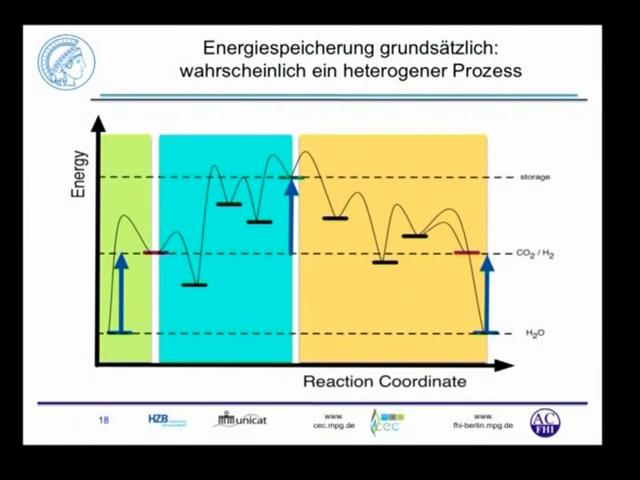 Energiespeicherung grundsätzlich:
wahrscheinlich ein heterogener Prozess
Energy
storage
CO₂ / H₂
H₂O
Reaction Coordinate
18
HZB
unicat
www.
cec.mpg.de
cec
www.
fhi-berlin.mpg.de
AC
FHI